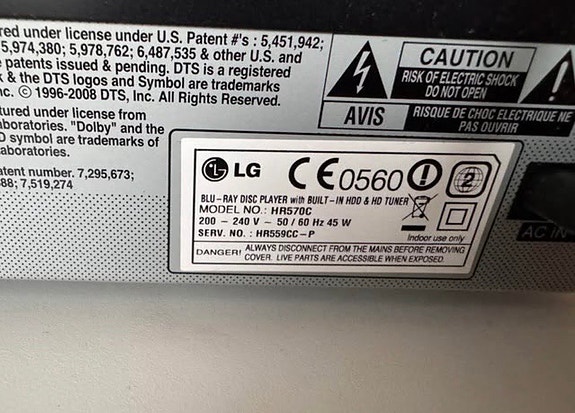 red under license under U.S. Patent #'s : 5,451,942;
5,974,380; 5,978,762; 6,487,535 & other U.S. and
patents issued & pending. DTS is a registered
& the DTS logos and Symbol are trademarks
nc. © 1996-2008 DTS, Inc. All Rights Reserved.
tured under license from
aboratories. "Dolby" and the
D symbol are trademarks of
aboratories.
atent number. 7,295,673;
88; 7,519,274
CAUTION
RISK OF ELECTRIC SHOCK
DO NOT OPEN
AVIS
RISQUE DE CHOC ELECTRIQUE NE
PAS OUVRIR
LG CE0560 2
BLU-RAY DISC PLAYER with BUILT-IN HDD & HD TUNER
MODEL NO.: HR570C
200 - 240 V ~ 50 / 60 Hz 45 W
SERV. NO. : HR559CC-P
Indoor use only
DANGER! ALWAYS DISCONNECT FROM THE MAINS BEFORE REMOVING
COVER. LIVE PARTS ARE ACCESSIBLE WHEN EXPOSED
AC IN